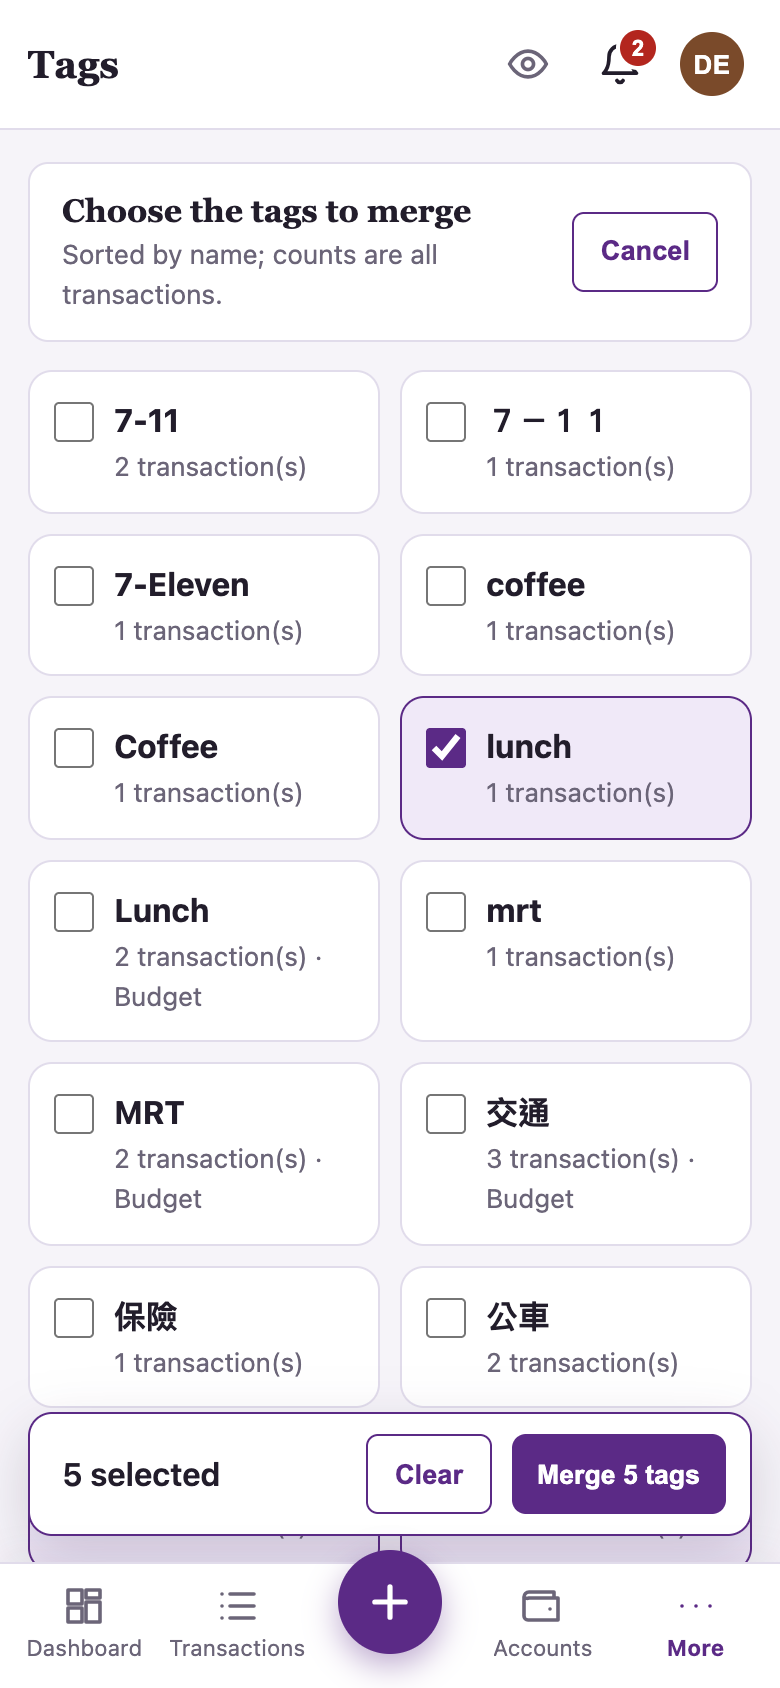 Tags
2
DE
Choose the tags to merge
Sorted by name; counts are all
transactions.
Cancel
7-11
2 transaction(s)
７－１１
1 transaction(s)
7-Eleven
1 transaction(s)
coffee
1 transaction(s)
Coffee
1 transaction(s)
lunch
1 transaction(s)
Lunch
2 transaction(s) ·
Budget
mrt
1 transaction(s)
MRT
2 transaction(s) ·
Budget
交通
3 transaction(s) ·
Budget
保險
1 transaction(s)
公車
2 transaction(s)
5 selected
Clear
Merge 5 tags
Dashboard
Transactions
Accounts
More